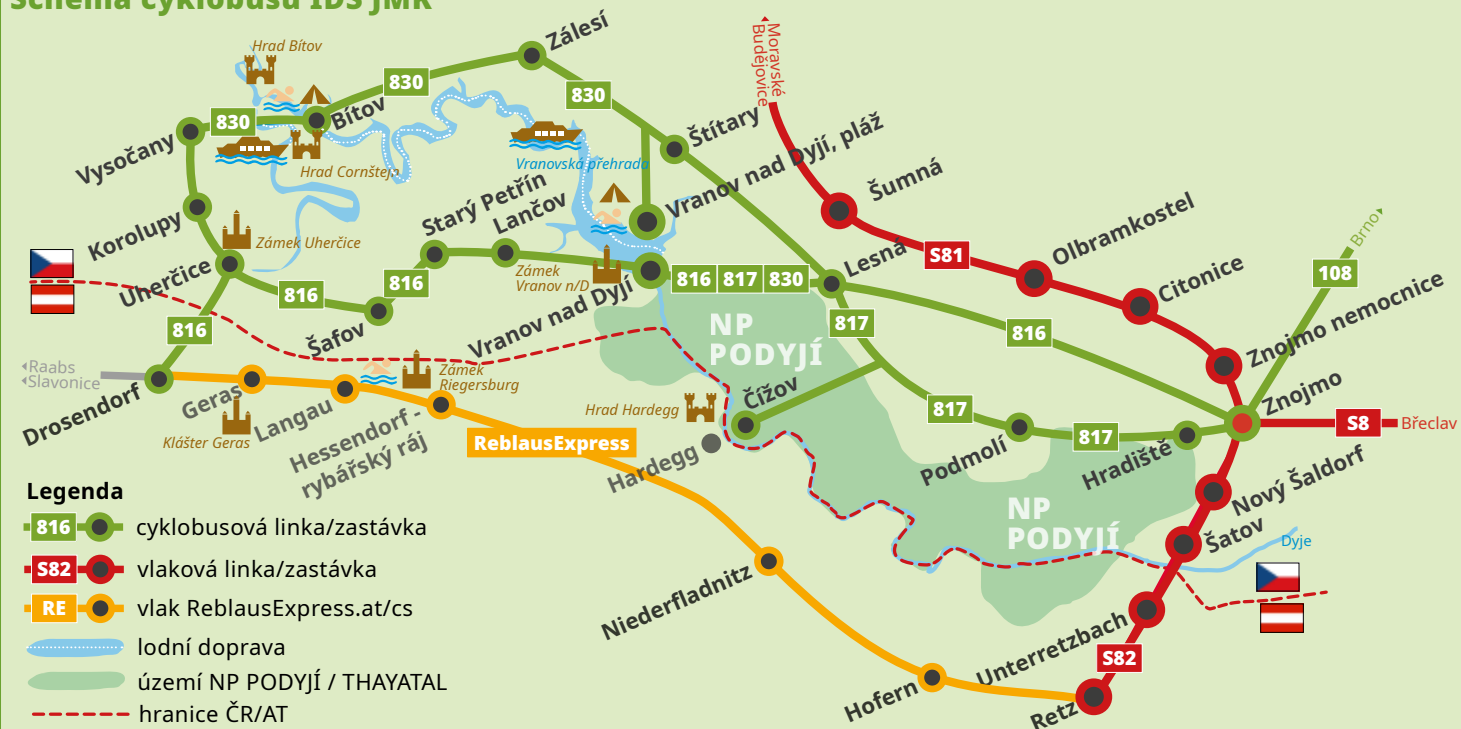 Schéma cyklobusů IDS JMK
Hrad Bítov
Zálesí
Moravské
Budějovice
830
830
830
Bítov
Vysočany
Hrad Cornštejn
Vranovská přehrada
Štítary
Vranov nad Dyjí, pláž
Šumná
Korolupy
Zámek Uherčice
Starý Petřín
Lančov
Uherčice
816
816
816
Šafov
Zámek
Vranov n/D
Vranov nad Dyjí
816
817
830
Lesná
S81
Olbramkostel
Citonice
Brno
108
Znojmo nemocnice
817
816
NP
PODYJÍ
Raabs
Slavonice
Drosendorf
Geras
Klášter Geras
Langau
Zámek
Riegersburg
Hessendorf -
rybářský ráj
ReblausExpress
Hrad Hardegg
Čížov
Hardegg
817
817
Podmolí
Hradiště
Znojmo
S8
Břeclav
Nový Šaldorf
Šatov
Dyje
NP
PODYJÍ
Niederfladnitz
Hofern
Unterretzbach
S82
Retz
Legenda
816 cyklobusová linka/zastávka
S82 vlaková linka/zastávka
RE vlak ReblausExpress.at/cs
lodní doprava
území NP PODYJÍ / THAYATAL
hranice ČR/AT